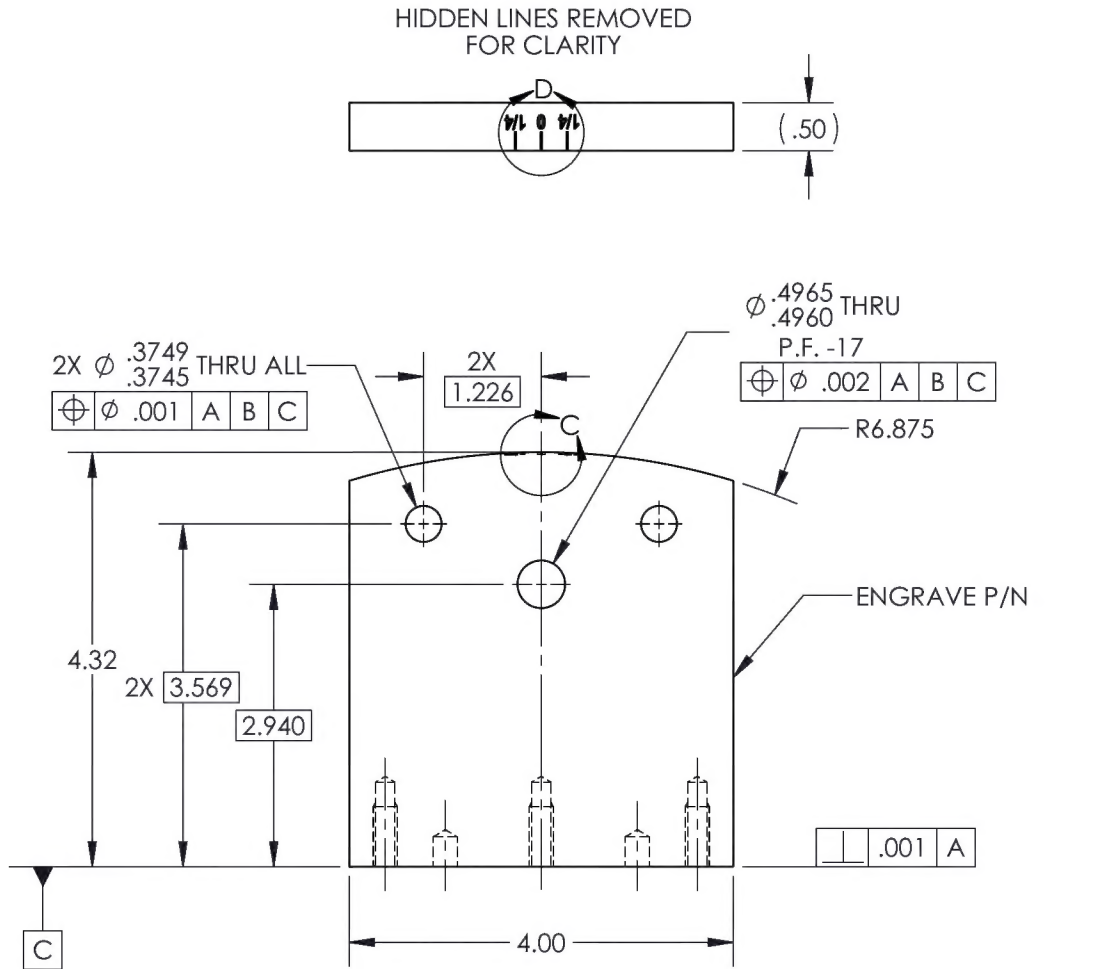 HIDDEN LINES REMOVED
FOR CLARITY
D
1/4 0 1/4
(.50)
2X Ø .3749
.3745 THRU ALL
⌖ Ø .001 A B C
2X
1.226
Ø .4965
.4960 THRU
P.F. -17
⌖ Ø .002 A B C
C
R6.875
ENGRAVE P/N
4.32
2X 3.569
2.940
⊥ .001 A
C
4.00